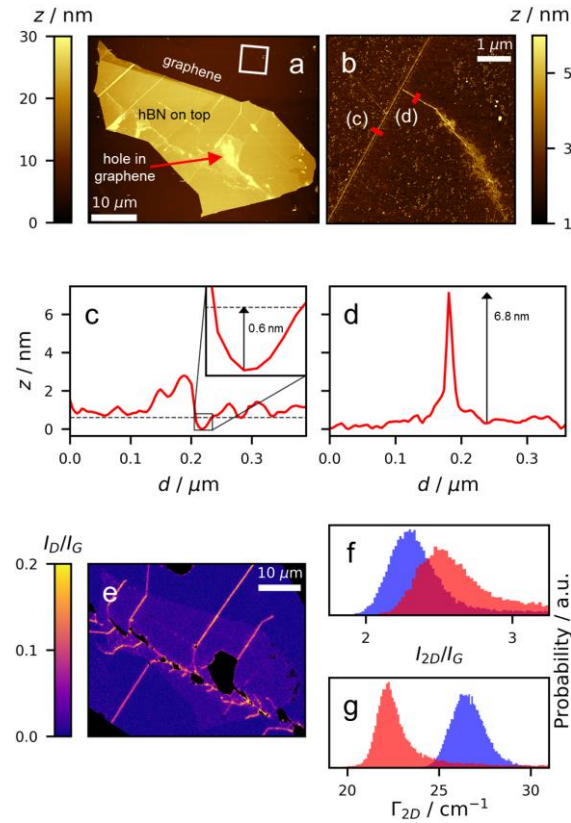 z / nm
30
20
10
0
graphene
a
hBN on top
hole in
graphene
10 μm
b
1 μm
(c)
(d)
z / nm
5
3
1
c
0.6 nm
z / nm
6
4
2
0
0.0 0.1 0.2 0.3
d / μm
d
6.8 nm
0.0 0.1 0.2 0.3
d / μm
I_D/I_G
0.2
0.1
0.0
e
10 μm
f
2 3
I_2D/I_G
g
20 25 30
Γ_2D / cm⁻¹
Probability / a.u.